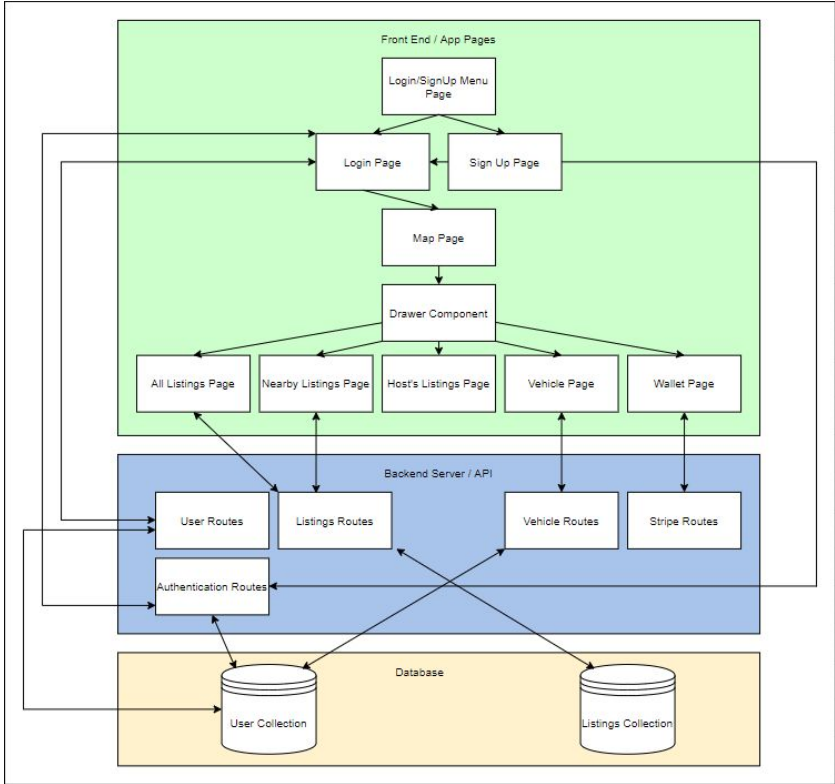 Front End / App Pages
Login/SignUp Menu
Page
Login Page
Sign Up Page
Map Page
Drawer Component
All Listings Page
Nearby Listings Page
Host's Listings Page
Vehicle Page
Wallet Page
Backend Server / API
User Routes
Listings Routes
Vehicle Routes
Stripe Routes
Authentication Routes
Database
User Collection
Listings Collection